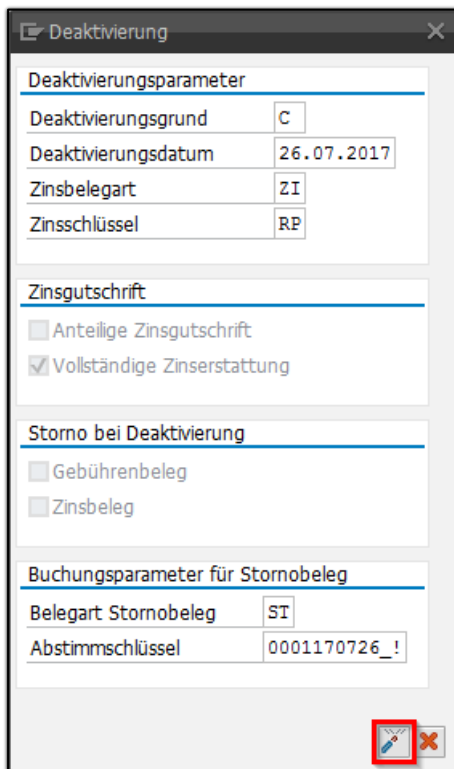 Deaktivierung
Deaktivierungsparameter
Deaktivierungsgrund C
Deaktivierungsdatum 26.07.2017
Zinsbelegart ZI
Zinsschlüssel RP
Zinsgutschrift
Anteilige Zinsgutschrift
Vollständige Zinserstattung
Storno bei Deaktivierung
Gebührenbeleg
Zinsbeleg
Buchungsparameter für Stornobeleg
Belegart Stornobeleg ST
Abstimmschlüssel 0001170726_!